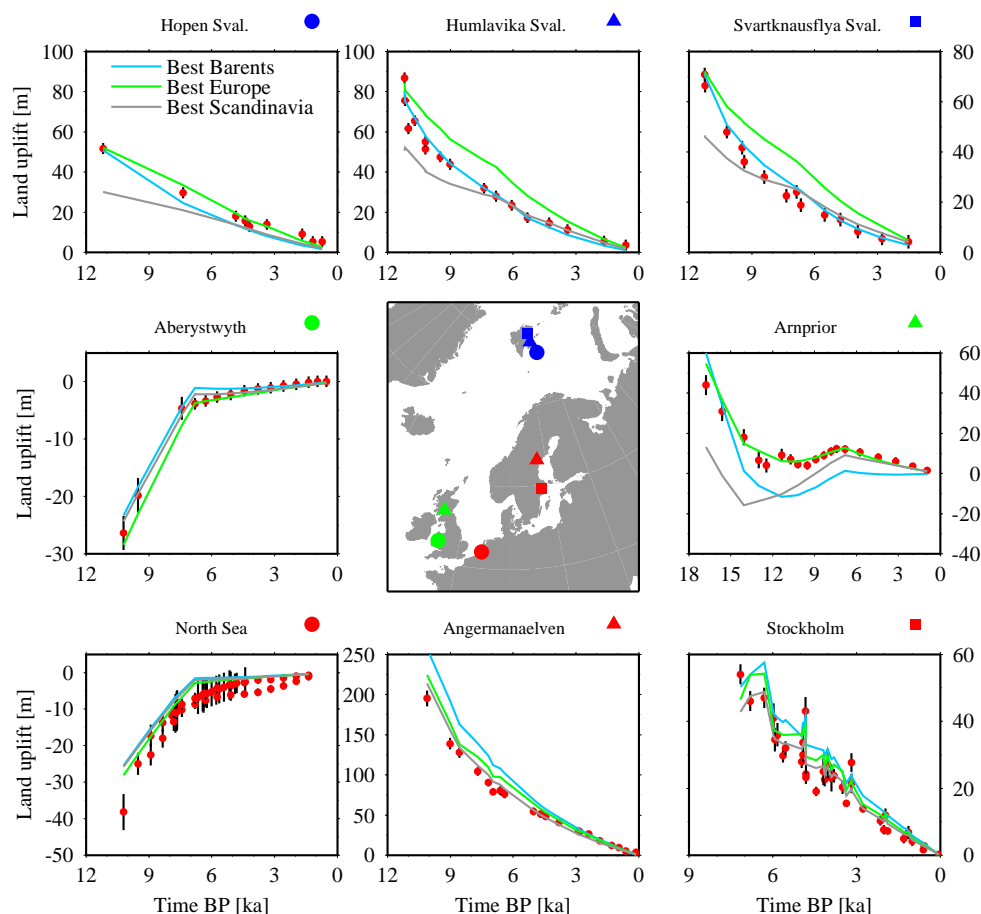 Hopen Sval.
Humlavika Sval.
Svartknausflya Sval.
Land uplift [m]
100
80
60
40
20
0
12 9 6 3 0
Best Barents
Best Europe
Best Scandinavia
100
80
60
40
20
0
12 9 6 3 0
80
60
40
20
0
12 9 6 3 0
Aberystwyth
Arnprior
Land uplift [m]
0
-10
-20
-30
12 9 6 3 0
60
40
20
0
-20
-40
18 15 12 9 6 3 0
North Sea
Angermanaelven
Stockholm
Land uplift [m]
0
-10
-20
-30
-40
-50
12 9 6 3 0
Time BP [ka]
250
200
150
100
50
0
12 9 6 3 0
Time BP [ka]
60
40
20
0
12 9 6 3 0
Time BP [ka]